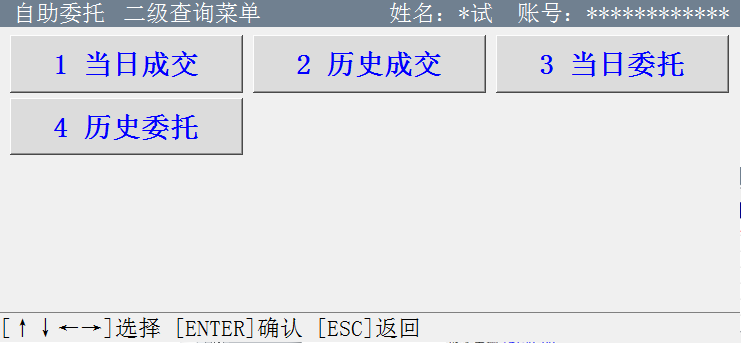 自助委托 二级查询菜单 姓名：*试 账号：************
1 当日成交 2 历史成交 3 当日委托
4 历史委托
[↑↓←→]选择 [ENTER]确认 [ESC]返回